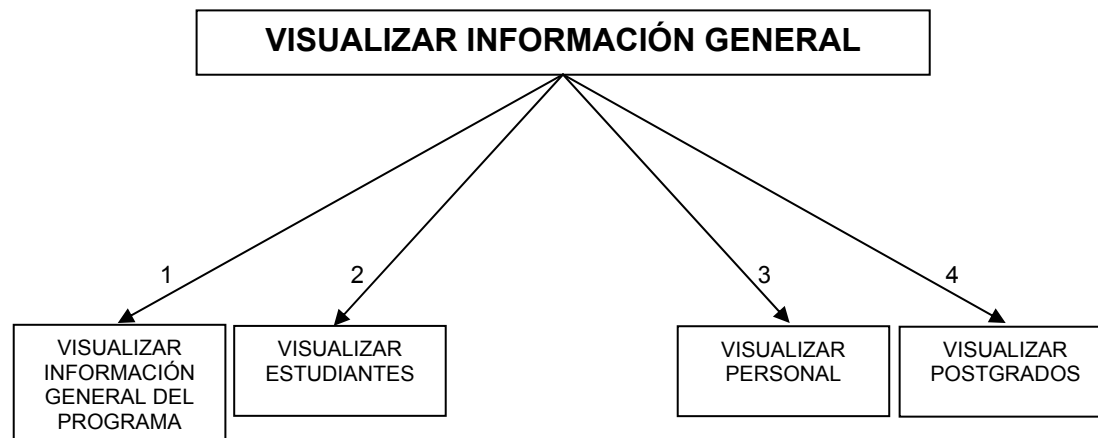 VISUALIZAR INFORMACIÓN GENERAL
1
2
3
4
VISUALIZAR
INFORMACIÓN
GENERAL DEL
PROGRAMA
VISUALIZAR
ESTUDIANTES
VISUALIZAR
PERSONAL
VISUALIZAR
POSTGRADOS